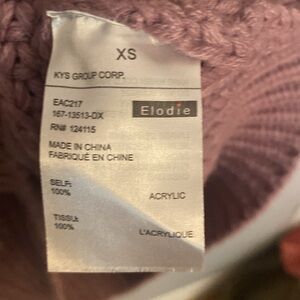 XS
KYS GROUP CORP.
EAC217
Elodie
167-13513-DX
RN# 124115
MADE IN CHINA
FABRIQUÉ EN CHINE
SELF:
100% ACRYLIC
TISSU:
100% L'ACRYLIQUE